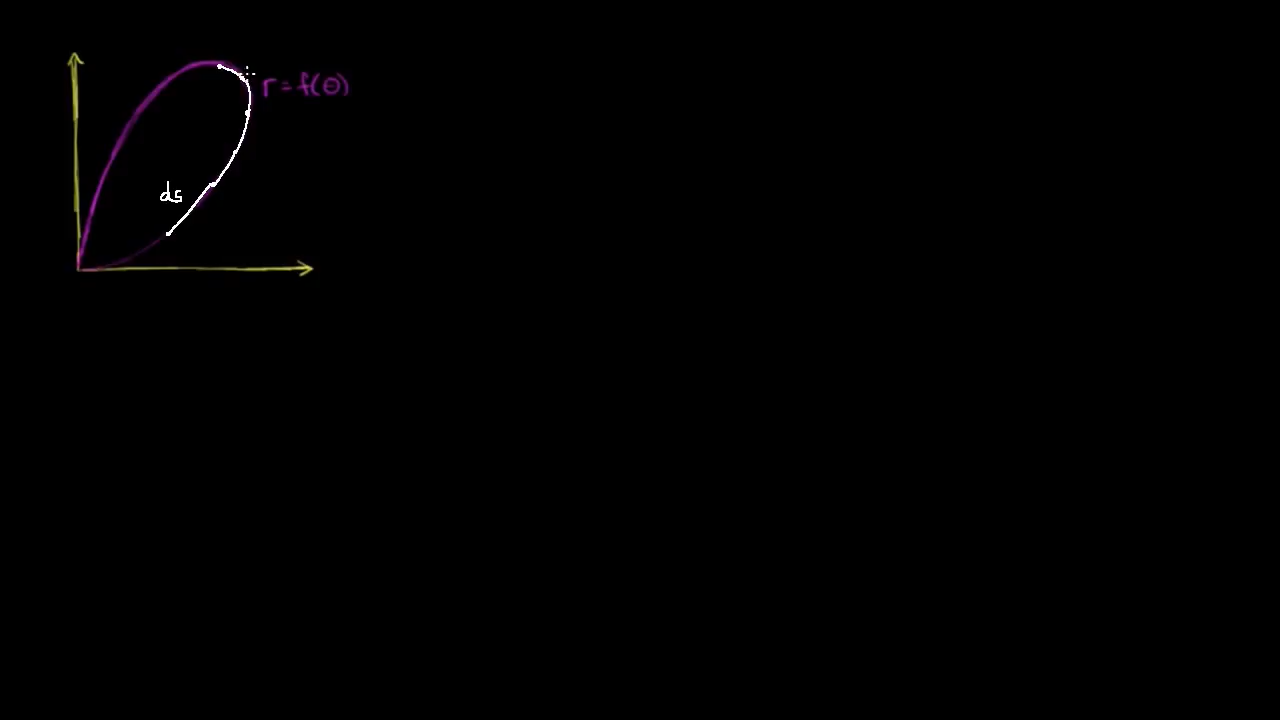 r = f(θ)
ds